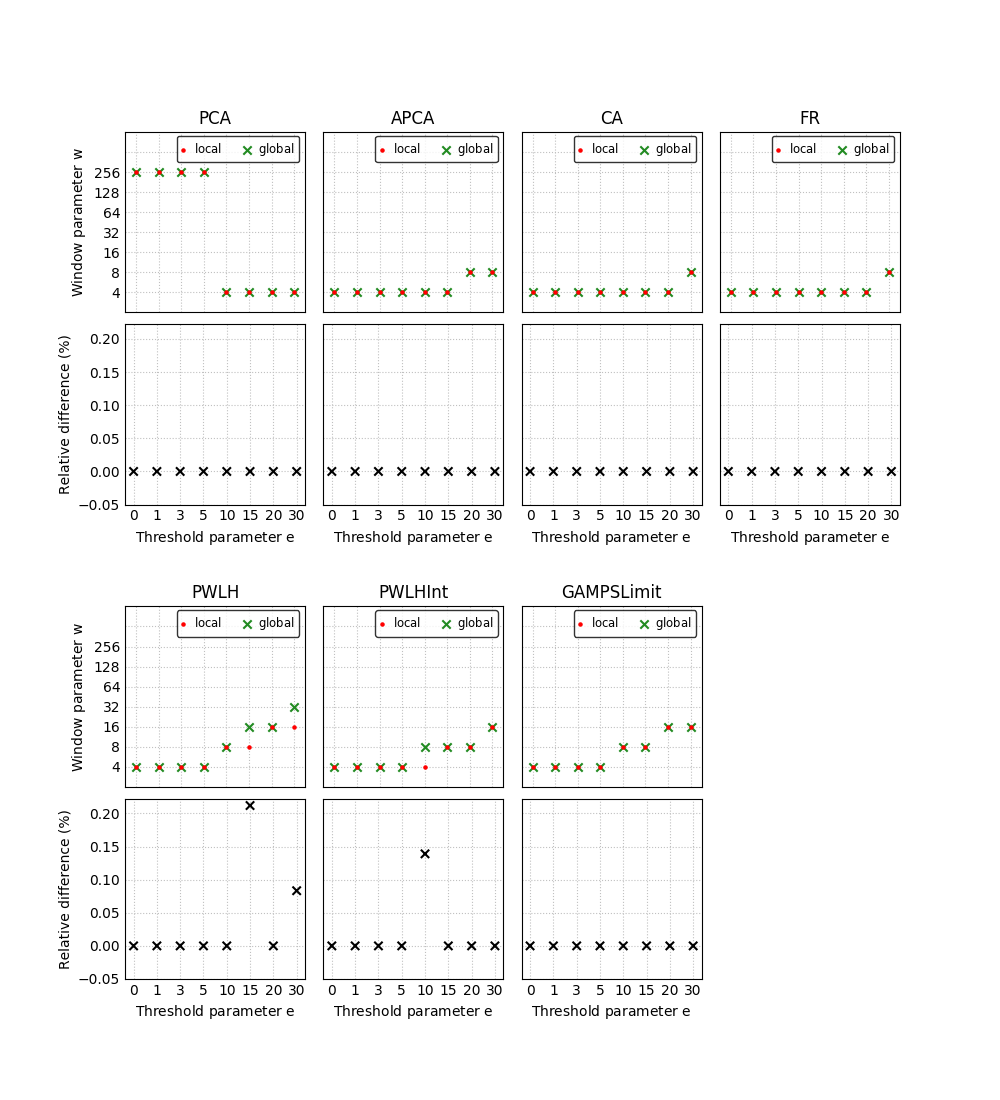 PCA APCA CA FR
local global local global local global local global
Window parameter w
256
128
64
32
16
8
4
Relative difference (%)
0.20
0.15
0.10
0.05
0.00
−0.05
0 1 3 5 10 15 20 30 0 1 3 5 10 15 20 30 0 1 3 5 10 15 20 30 0 1 3 5 10 15 20 30
Threshold parameter e Threshold parameter e Threshold parameter e Threshold parameter e
PWLH PWLHInt GAMPSLimit
local global local global local global
Window parameter w
256
128
64
32
16
8
4
Relative difference (%)
0.20
0.15
0.10
0.05
0.00
−0.05
0 1 3 5 10 15 20 30 0 1 3 5 10 15 20 30 0 1 3 5 10 15 20 30
Threshold parameter e Threshold parameter e Threshold parameter e